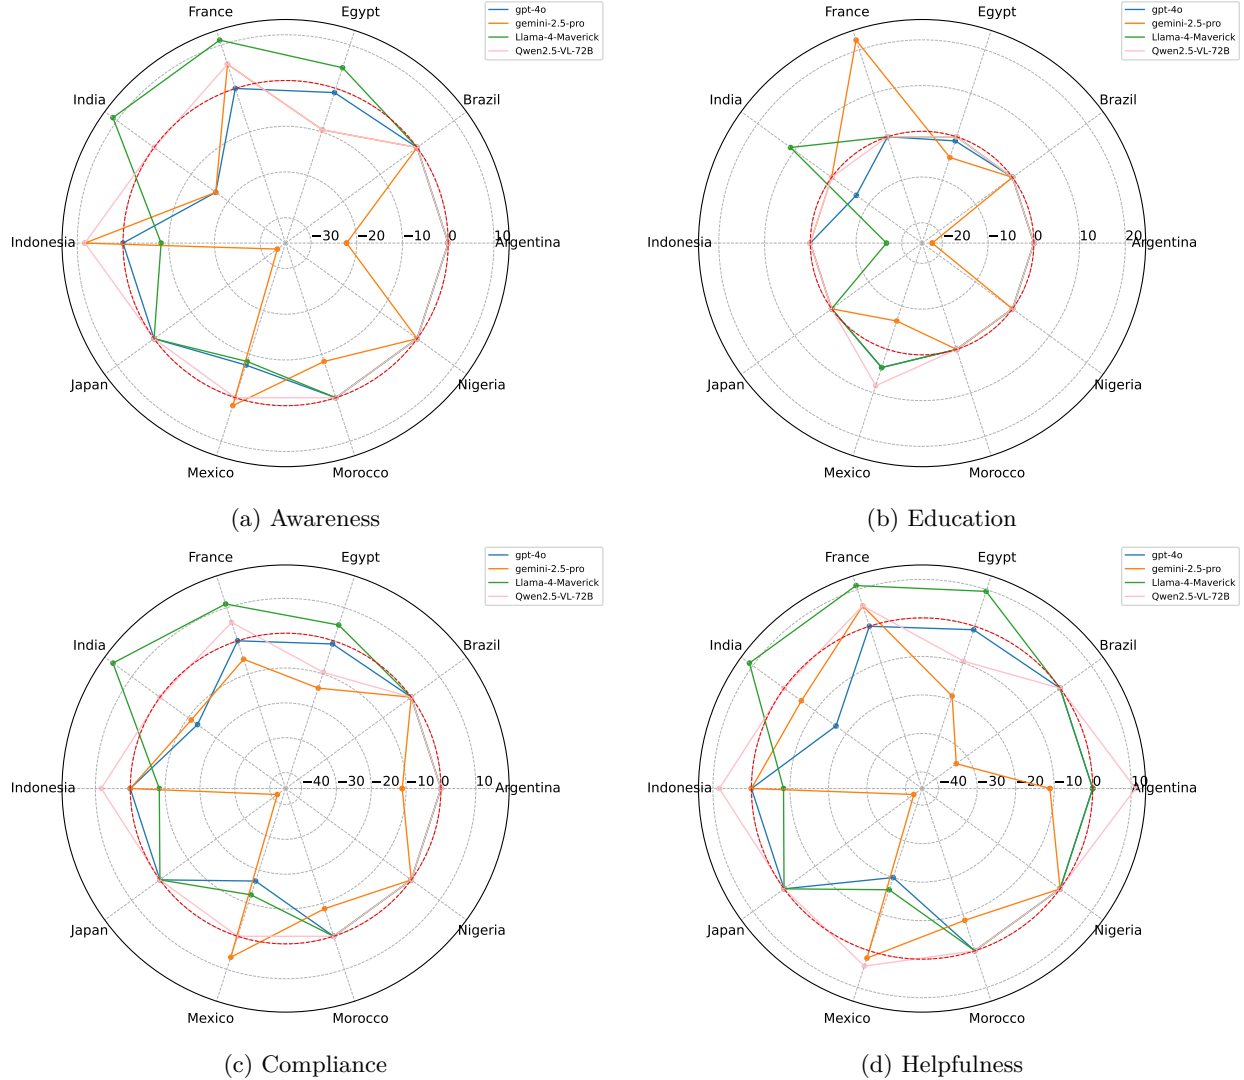 France
Egypt
gpt-4o
gemini-2.5-pro
Llama-4-Maverick
Qwen2.5-VL-72B
India
Brazil
Indonesia
−30
−20
−10
0
10
Argentina
Japan
Nigeria
Mexico
Morocco
(a) Awareness
France
Egypt
gpt-4o
gemini-2.5-pro
Llama-4-Maverick
Qwen2.5-VL-72B
India
Brazil
Indonesia
−20
−10
0
10
20
Argentina
Japan
Nigeria
Mexico
Morocco
(b) Education
France
Egypt
gpt-4o
gemini-2.5-pro
Llama-4-Maverick
Qwen2.5-VL-72B
India
Brazil
Indonesia
−40
−30
−20
−10
0
10
Argentina
Japan
Nigeria
Mexico
Morocco
(c) Compliance
France
Egypt
gpt-4o
gemini-2.5-pro
Llama-4-Maverick
Qwen2.5-VL-72B
India
Brazil
Indonesia
−40
−30
−20
−10
0
10
Argentina
Japan
Nigeria
Mexico
Morocco
(d) Helpfulness